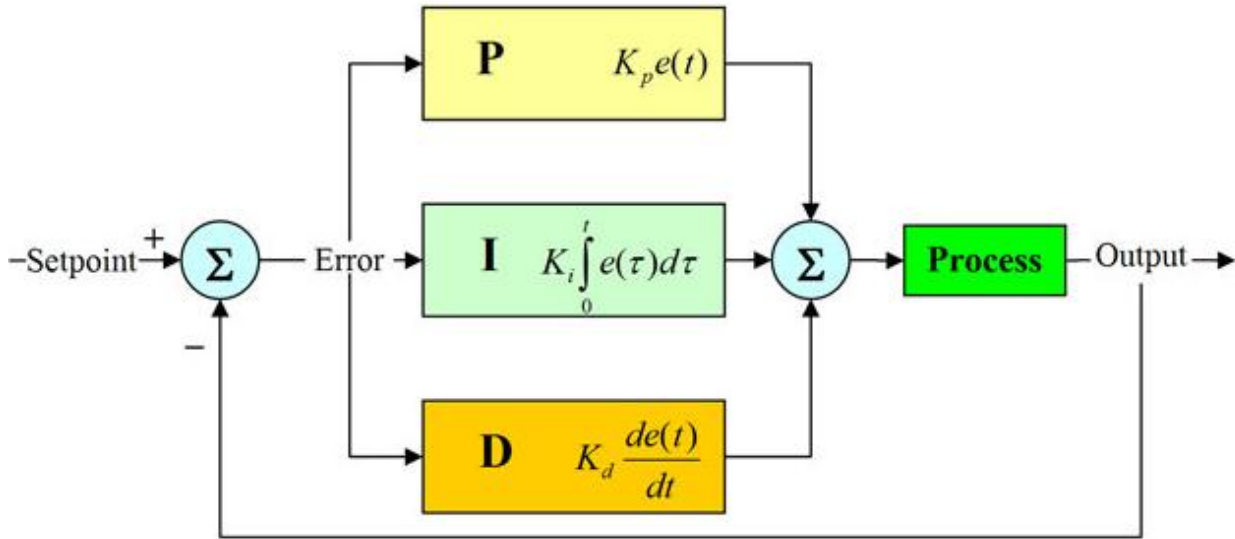 P K_p e(t)
+
–Setpoint Σ Error I K_i ∫_0^t e(τ)dτ Σ Process Output
−
D K_d de(t)/dt